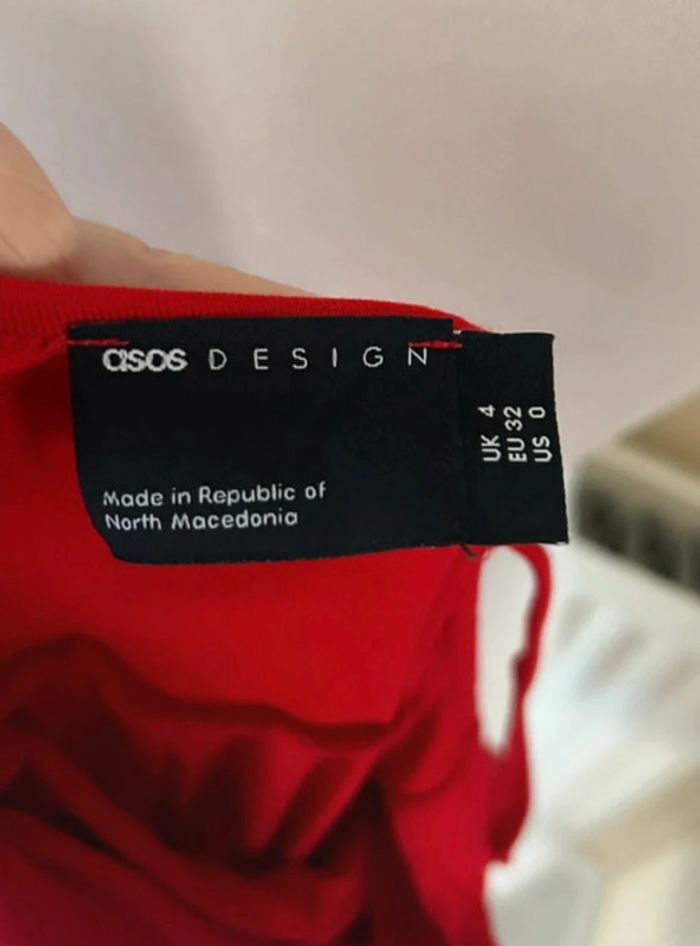 asos DESIGN
Made in Republic of
North Macedonia
UK 4
EU 32
US 0